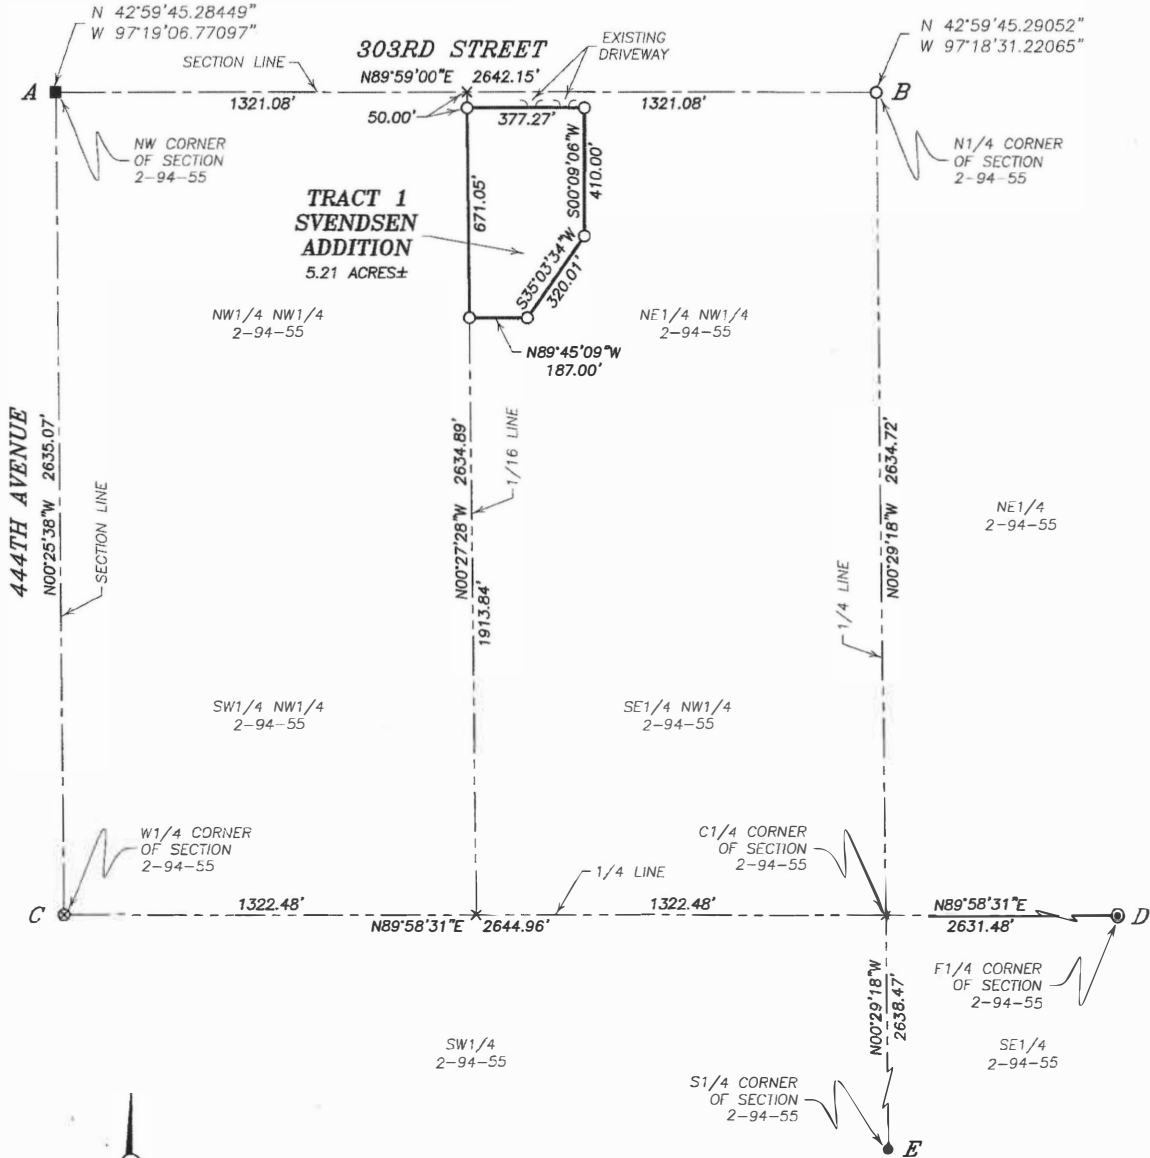 N 42°59'45.28449"
W 97°19'06.77097"
N 42°59'45.29052"
W 97°18'31.22065"
303RD STREET
EXISTING
DRIVEWAY
SECTION LINE
N89°59'00"E 2642.15'
A
B
1321.08'
1321.08'
50.00'
377.27'
NW CORNER
OF SECTION
2-94-55
N1/4 CORNER
OF SECTION
2-94-55
TRACT 1
SVENDSEN
ADDITION
5.21 ACRES±
671.05'
S00°09'06"W
410.00'
S35°03'34"W
320.01'
NW1/4 NW1/4
2-94-55
NE1/4 NW1/4
2-94-55
N89°45'09"W
187.00'
444TH AVENUE
N00°25'38"W 2635.07'
SECTION LINE
N00°27'28"W 2634.89'
1/16 LINE
1913.84'
N00°29'18"W 2634.72'
1/4 LINE
NE1/4
2-94-55
SW1/4 NW1/4
2-94-55
SE1/4 NW1/4
2-94-55
W1/4 CORNER
OF SECTION
2-94-55
C1/4 CORNER
OF SECTION
2-94-55
1/4 LINE
C
1322.48'
1322.48'
N89°58'31"E 2644.96'
N89°58'31"E
2631.48'
D
E1/4 CORNER
OF SECTION
2-94-55
N00°29'18"W
2638.47'
SW1/4
2-94-55
SE1/4
2-94-55
S1/4 CORNER
OF SECTION
2-94-55
E